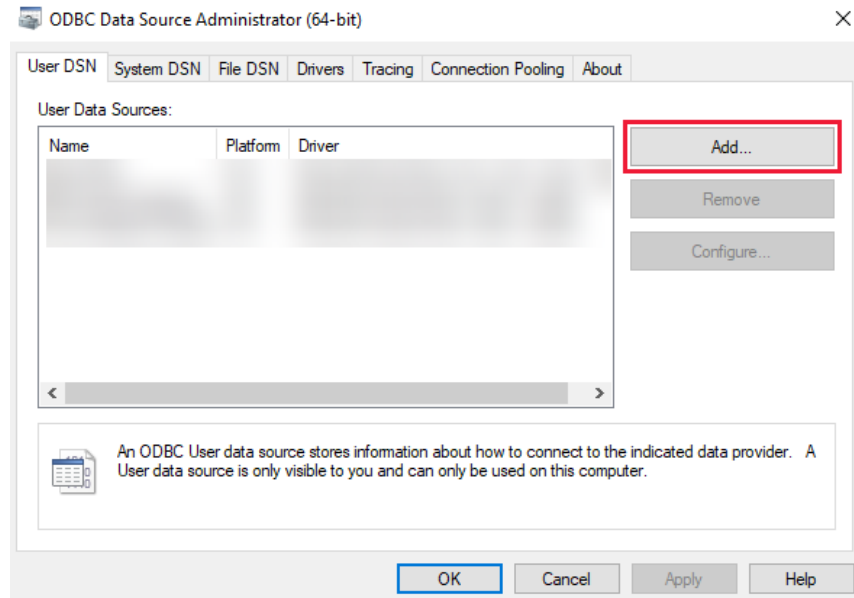 ODBC Data Source Administrator (64-bit)
User DSN System DSN File DSN Drivers Tracing Connection Pooling About
User Data Sources:
Name Platform Driver
Add...
Remove
Configure...
An ODBC User data source stores information about how to connect to the indicated data provider. A
User data source is only visible to you and can only be used on this computer.
OK Cancel Apply Help